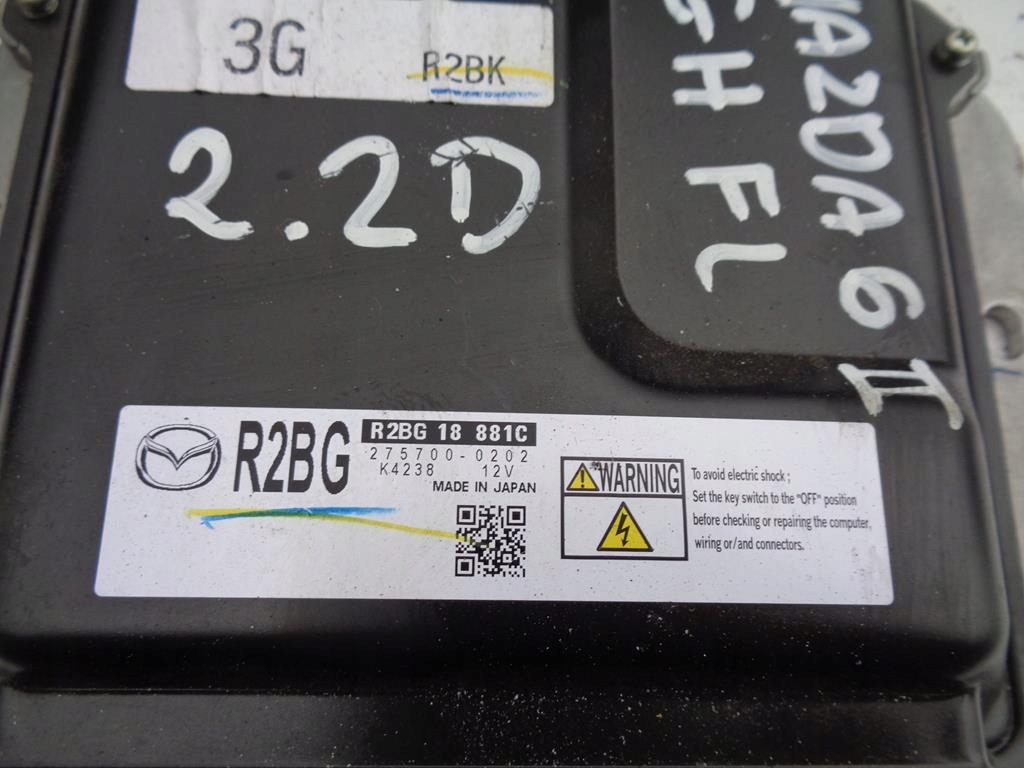 3G
R2BK
2.2D
MAZDA 6 II
GH FL
R2BG
R2BG 18 881C
275700-0202
K4238 12V
MADE IN JAPAN
WARNING
To avoid electric shock;
Set the key switch to the "OFF" position
before checking or repairing the computer,
wiring or/and connectors.